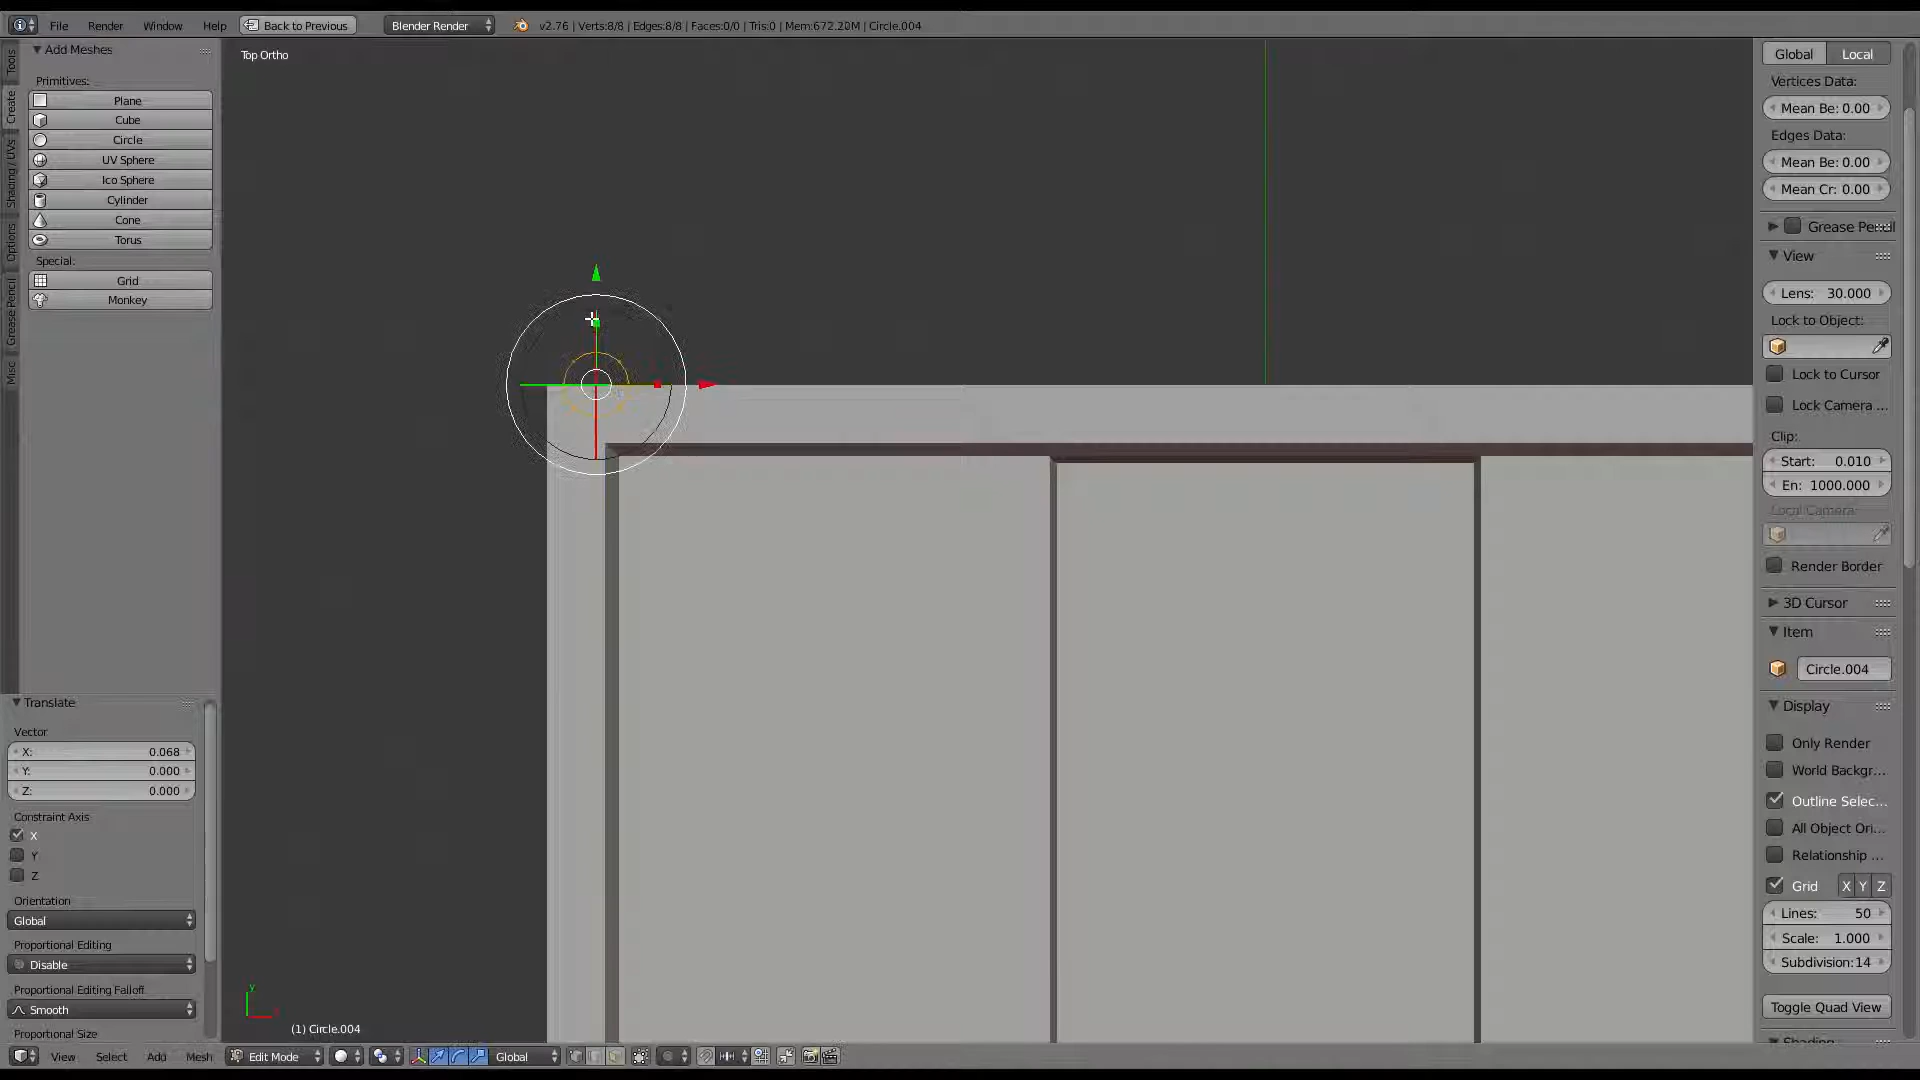 File Render Window Help Back to Previous Blender Render v2.76 | Verts:8/8 | Edges:8/8 | Faces:0/0 | Tris:0 | Mem:672.20M | Circle.004
Tools
Create
Shading / UVs
Options
Grease Pencil
Misc
Add Meshes
Primitives:
Plane
Cube
Circle
UV Sphere
Ico Sphere
Cylinder
Cone
Torus
Special:
Grid
Monkey
Translate
Vector
X: 0.068
Y: 0.000
Z: 0.000
Constraint Axis
X
Y
Z
Orientation
Global
Proportional Editing
Disable
Proportional Editing Falloff
Smooth
Proportional Size
Top Ortho
y
(1) Circle.004
View Select Add Mesh Edit Mode Global
Global Local
Vertices Data:
Mean Be: 0.00
Edges Data:
Mean Be: 0.00
Mean Cr: 0.00
Grease Pencil
View
Lens: 30.000
Lock to Object:
Lock to Cursor
Lock Camera ...
Clip:
Start: 0.010
En: 1000.000
Local Camera:
Render Border
3D Cursor
Item
Circle.004
Display
Only Render
World Backgr...
Outline Selec...
All Object Ori...
Relationship ...
Grid X Y Z
Lines: 50
Scale: 1.000
Subdivision:14
Toggle Quad View
Shading